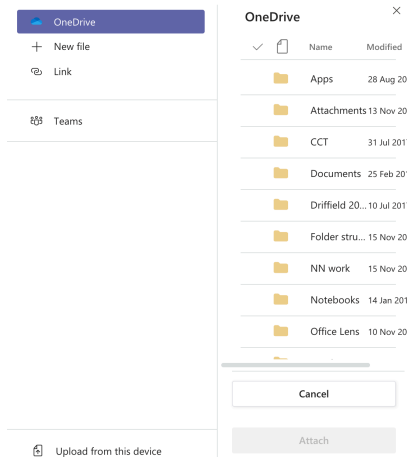 OneDrive
New file
Link
Teams
Upload from this device
OneDrive
Name Modified
Apps 28 Aug 20
Attachments 13 Nov 20
CCT 31 Jul 2017
Documents 25 Feb 201
Driffield 20... 10 Jul 2017
Folder stru... 15 Nov 20
NN work 15 Nov 20
Notebooks 14 Jan 201
Office Lens 10 Nov 20
Cancel
Attach